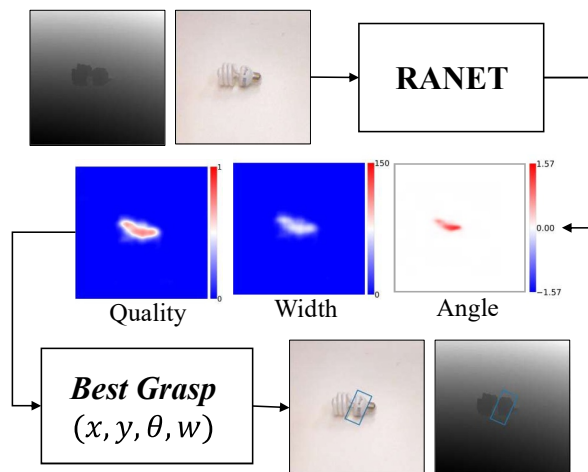 RANET
1
0
150
0
1.57
0.00
−1.57
Quality
Width
Angle
Best Grasp
(x, y, θ, w)